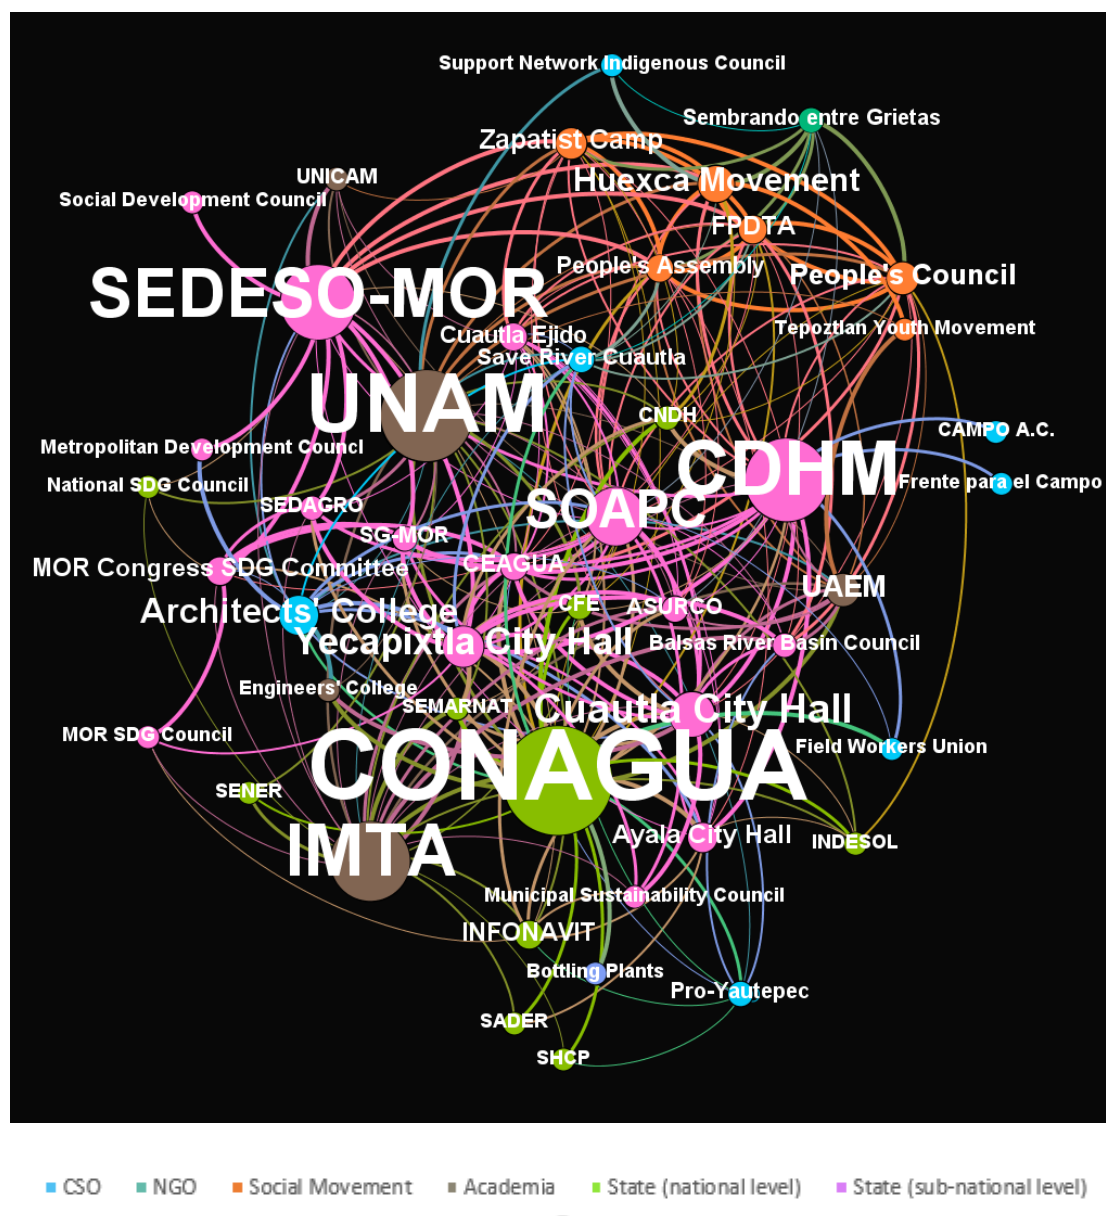 Support Network Indigenous Council
Sembrando entre Grietas
Zapatist Camp
UNICAM
Huexca Movement
Social Development Council
FPDTA
People's Assembly
People's Council
SEDESO-MOR
Tepoztlan Youth Movement
Cuautla Ejido
Save River Cuautla
UNAM
CNDH
CAMPO A.C.
Metropolitan Development Councl
CDHM
National SDG Council
Frente para el Campo
SEDAGRO
SOAPC
SG-MOR
MOR Congress SDG Committee
CEAGUA
UAEM
Architects' College
CFE
ASURCO
Yecapixtla City Hall
Balsas River Basin Council
Engineers' College
SEMARNAT
Cuautla City Hall
MOR SDG Council
Field Workers Union
CONAGUA
SENER
IMTA
Ayala City Hall
INDESOL
Municipal Sustainability Council
INFONAVIT
Bottling Plants
Pro-Yautepec
SADER
SHCP
CSO NGO Social Movement Academia State (national level) State (sub-national level)